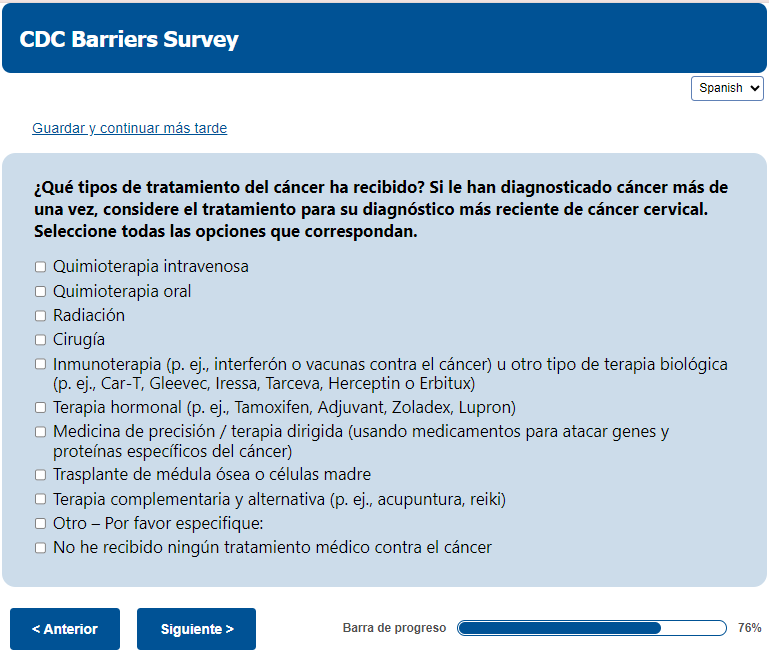 CDC Barriers Survey
Spanish
Guardar y continuar más tarde
¿Qué tipos de tratamiento del cáncer ha recibido? Si le han diagnosticado cáncer más de
una vez, considere el tratamiento para su diagnóstico más reciente de cáncer cervical.
Seleccione todas las opciones que correspondan.
Quimioterapia intravenosa
Quimioterapia oral
Radiación
Cirugía
Inmunoterapia (p. ej., interferón o vacunas contra el cáncer) u otro tipo de terapia biológica
(p. ej., Car-T, Gleevec, Iressa, Tarceva, Herceptin o Erbitux)
Terapia hormonal (p. ej., Tamoxifen, Adjuvant, Zoladex, Lupron)
Medicina de precisión / terapia dirigida (usando medicamentos para atacar genes y
proteínas específicos del cáncer)
Trasplante de médula ósea o células madre
Terapia complementaria y alternativa (p. ej., acupuntura, reiki)
Otro – Por favor especifique:
No he recibido ningún tratamiento médico contra el cáncer
< Anterior
Siguiente >
Barra de progreso
76%